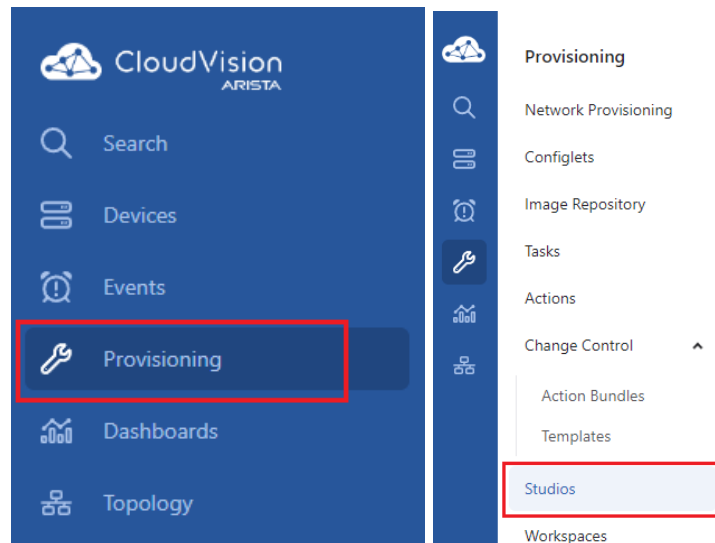 CloudVision
ARISTA
Search
Devices
Events
Provisioning
Dashboards
Topology
Provisioning
Network Provisioning
Configlets
Image Repository
Tasks
Actions
Change Control
Action Bundles
Templates
Studios
Workspaces